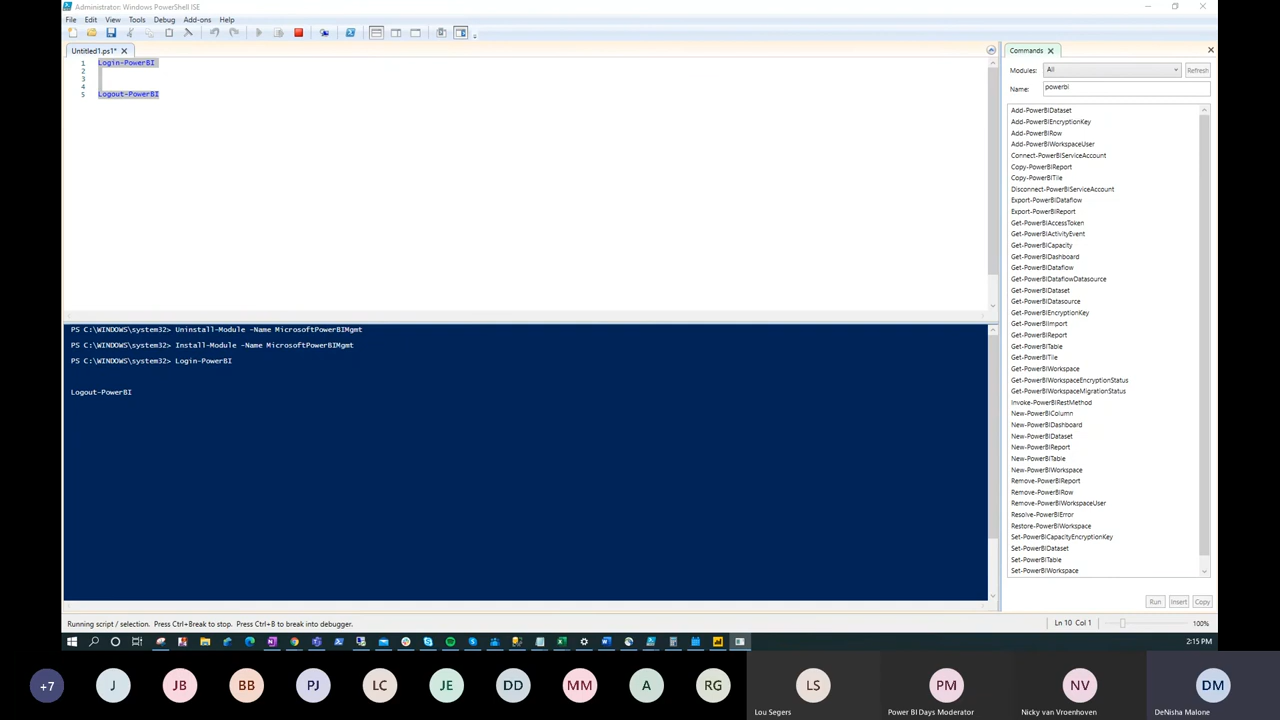 Administrator: Windows PowerShell ISE
File Edit View Tools Debug Add-ons Help
Untitled1.ps1*
1 Login-PowerBI
2
3
4
5 Logout-PowerBI
PS C:\WINDOWS\system32> Uninstall-Module -Name MicrosoftPowerBIMgmt
PS C:\WINDOWS\system32> Install-Module -Name MicrosoftPowerBIMgmt
PS C:\WINDOWS\system32> Login-PowerBI
Logout-PowerBI
Commands
Modules: All Refresh
Name: powerbi
Add-PowerBIDataset
Add-PowerBIEncryptionKey
Add-PowerBIRow
Add-PowerBIWorkspaceUser
Connect-PowerBIServiceAccount
Copy-PowerBIReport
Copy-PowerBITile
Disconnect-PowerBIServiceAccount
Export-PowerBIDataflow
Export-PowerBIReport
Get-PowerBIAccessToken
Get-PowerBIActivityEvent
Get-PowerBICapacity
Get-PowerBIDashboard
Get-PowerBIDataflow
Get-PowerBIDataflowDatasource
Get-PowerBIDataset
Get-PowerBIDatasource
Get-PowerBIEncryptionKey
Get-PowerBIImport
Get-PowerBIReport
Get-PowerBITable
Get-PowerBITile
Get-PowerBIWorkspace
Get-PowerBIWorkspaceEncryptionStatus
Get-PowerBIWorkspaceMigrationStatus
Invoke-PowerBIRestMethod
New-PowerBIColumn
New-PowerBIDashboard
New-PowerBIDataset
New-PowerBIReport
New-PowerBITable
New-PowerBIWorkspace
Remove-PowerBIReport
Remove-PowerBIRow
Remove-PowerBIWorkspaceUser
Resolve-PowerBIError
Restore-PowerBIWorkspace
Set-PowerBICapacityEncryptionKey
Set-PowerBIDataset
Set-PowerBITable
Set-PowerBIWorkspace
Run Insert Copy
Running script / selection. Press Ctrl+Break to stop. Press Ctrl+B to break into debugger.
Ln 10 Col 1
100%
2:15 PM
+7 J JB BB PJ LC JE DD MM A RG LS PM NV DM
Lou Segers Power BI Days Moderator Nicky van Vroenhoven DeNisha Malone